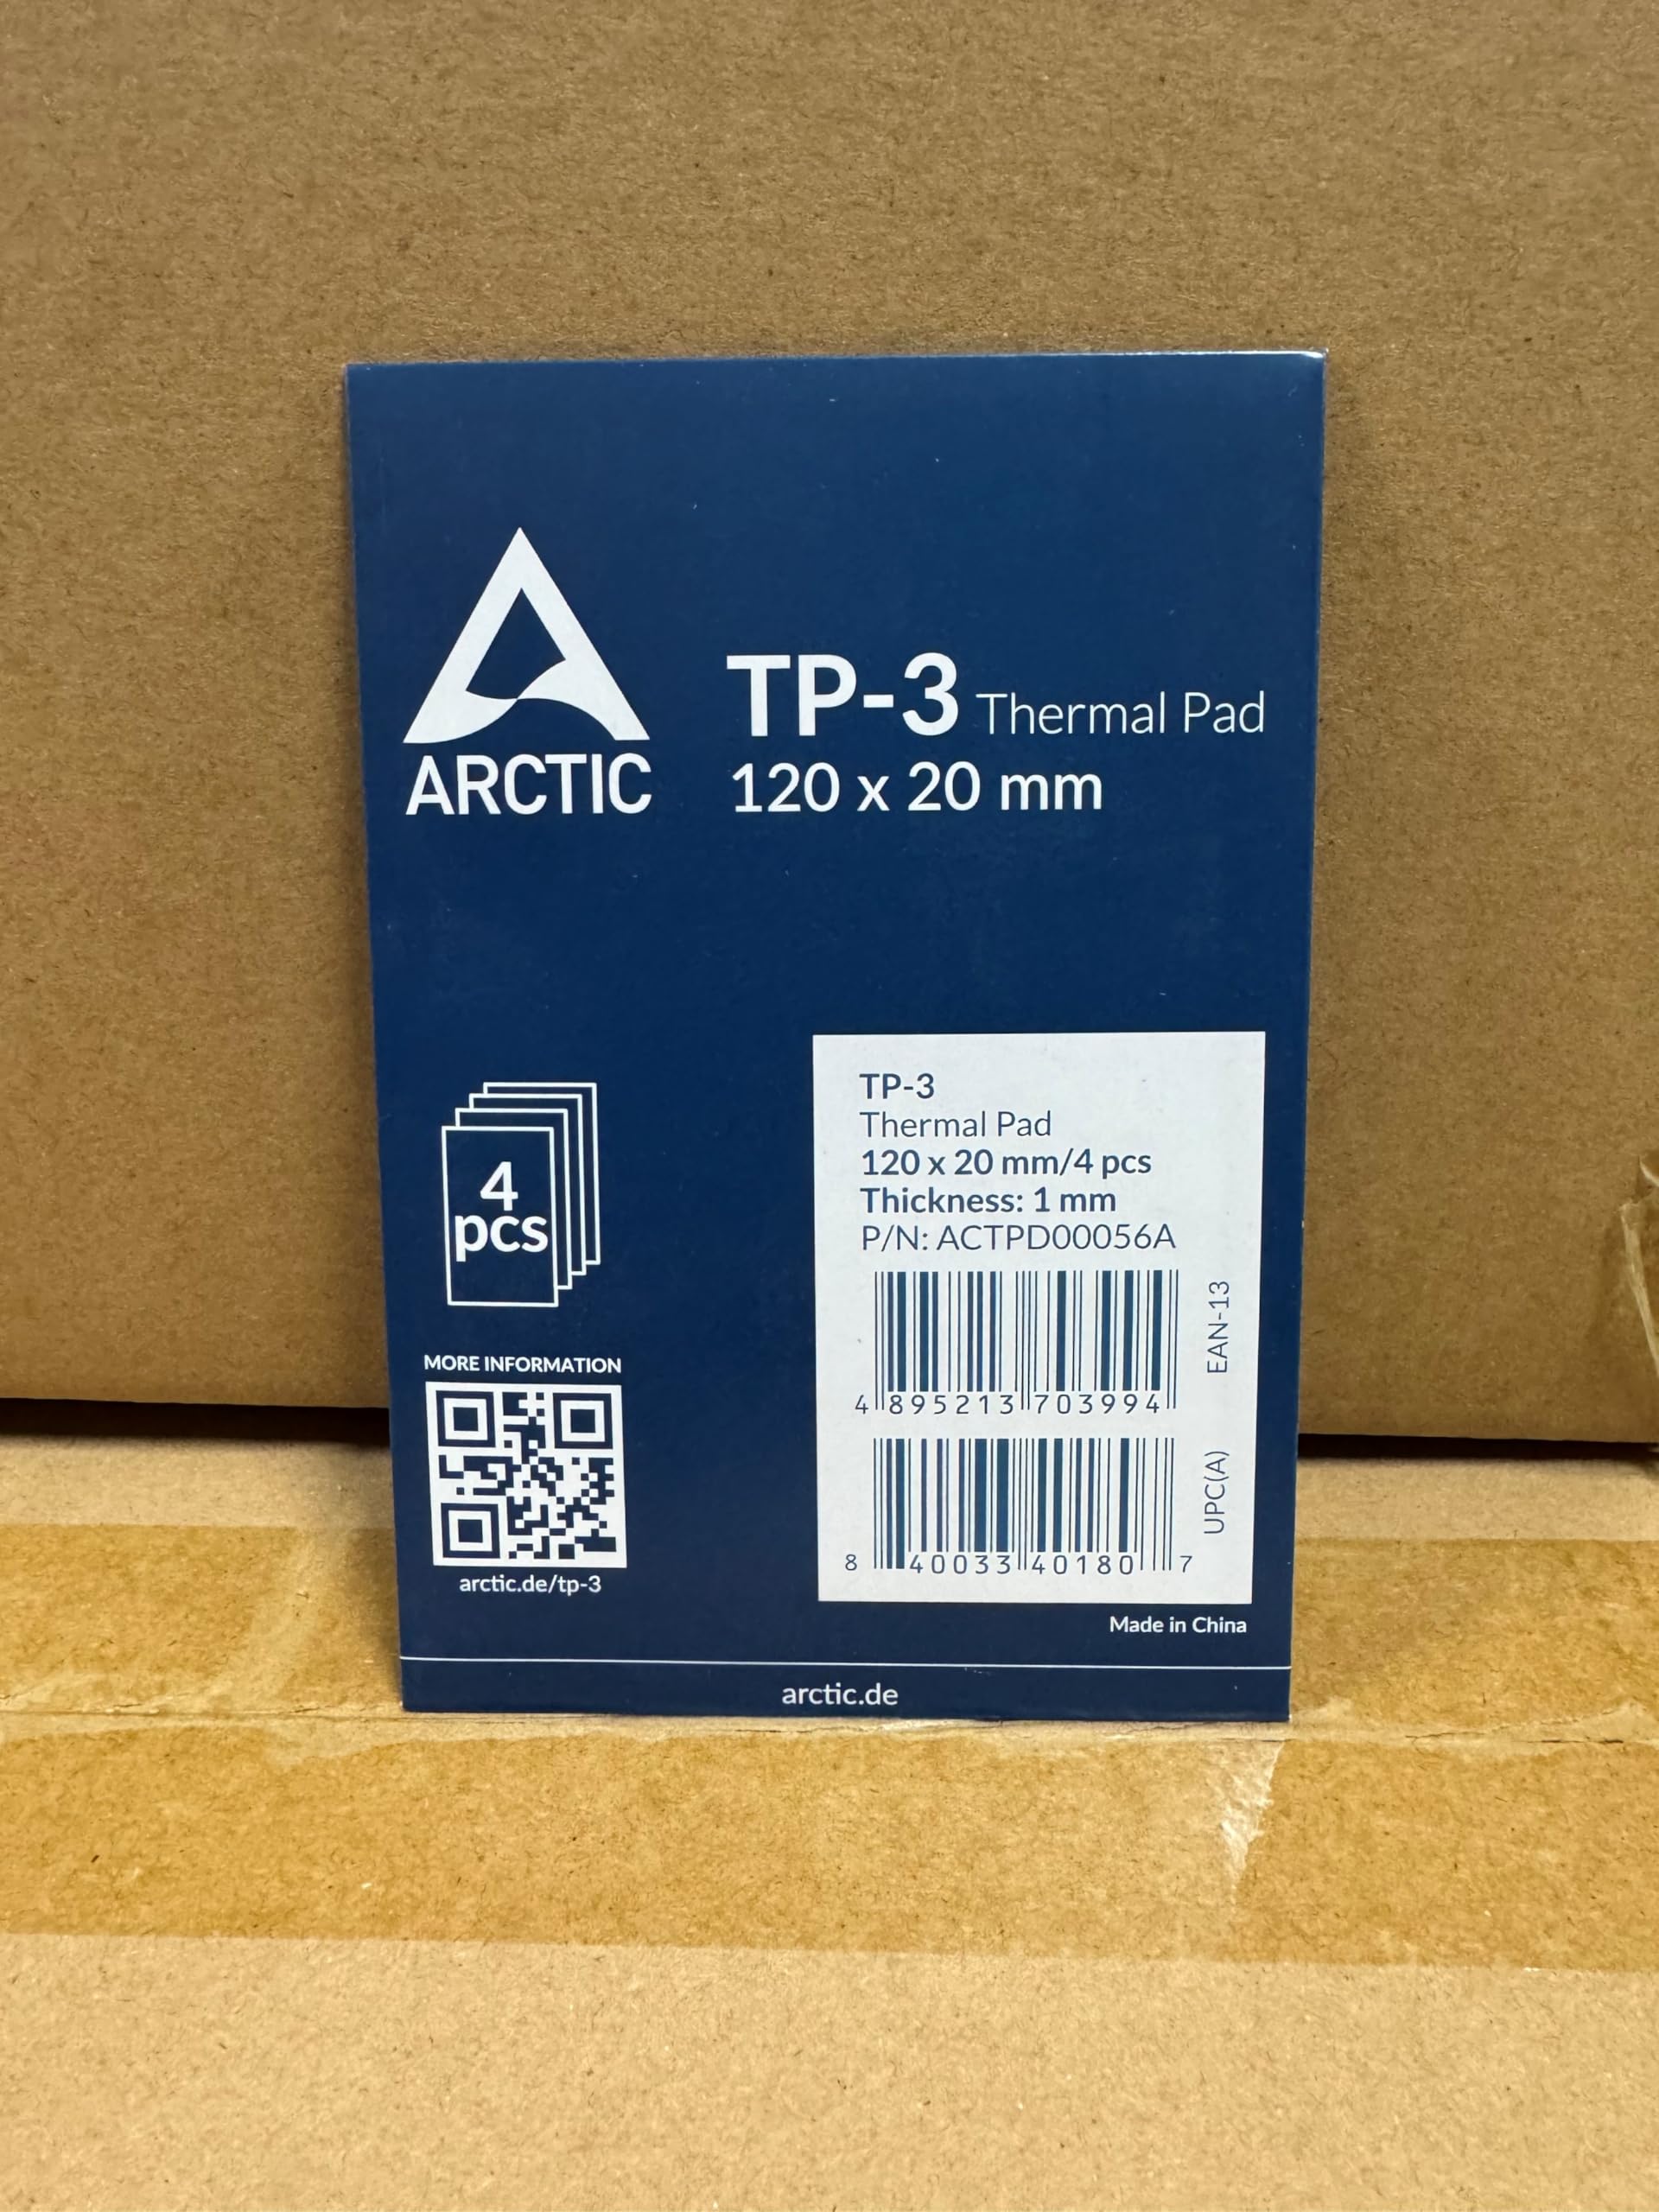 ARCTIC
TP-3 Thermal Pad
120 x 20 mm
4
pcs
MORE INFORMATION
arctic.de/tp-3
TP-3
Thermal Pad
120 x 20 mm/4 pcs
Thickness: 1 mm
P/N: ACTPD00056A
4 895213 703994
EAN-13
8 40033 40180 7
UPC(A)
Made in China
arctic.de